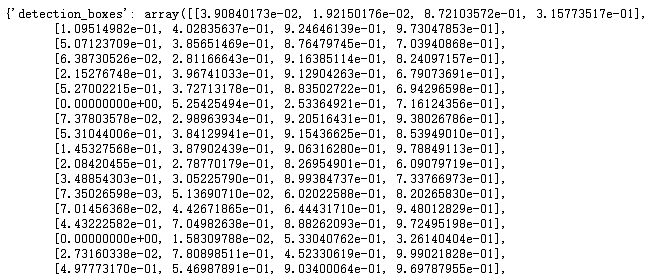 {'detection_boxes': array([[3.90840173e-02, 1.92150176e-02, 8.72103572e-01, 3.15773517e-01],
[1.09514982e-01, 4.02835637e-01, 9.24646139e-01, 9.73047853e-01],
[5.07123709e-01, 3.85651469e-01, 8.76479745e-01, 7.03940868e-01],
[6.38730526e-02, 2.81166643e-01, 9.16385114e-01, 8.24097157e-01],
[2.15276748e-01, 3.96741033e-01, 9.12904263e-01, 6.79073691e-01],
[5.27002215e-01, 3.72713178e-01, 8.83502722e-01, 6.94296598e-01],
[0.00000000e+00, 5.25425494e-01, 2.53364921e-01, 7.16124356e-01],
[7.37803578e-02, 2.98963934e-01, 9.20516431e-01, 9.38026786e-01],
[5.31044006e-01, 3.84129941e-01, 9.15436625e-01, 8.53949010e-01],
[1.45327568e-01, 3.87902439e-01, 9.06316280e-01, 9.78849113e-01],
[2.08420455e-01, 2.78770179e-01, 8.26954901e-01, 6.09079719e-01],
[3.48854303e-01, 3.05225790e-01, 8.99384737e-01, 7.33766973e-01],
[7.35026598e-03, 5.13690710e-02, 6.02022588e-01, 8.20265830e-01],
[7.01456368e-02, 4.42671865e-01, 6.44431710e-01, 9.48012829e-01],
[4.43222582e-01, 7.04982638e-01, 8.88262093e-01, 9.72495198e-01],
[0.00000000e+00, 1.58309788e-02, 5.33040762e-01, 3.26140404e-01],
[2.73160338e-02, 7.80898511e-01, 4.52330619e-01, 9.99021828e-01],
[4.97773170e-01, 5.46987891e-01, 9.03400064e-01, 9.69787955e-01],